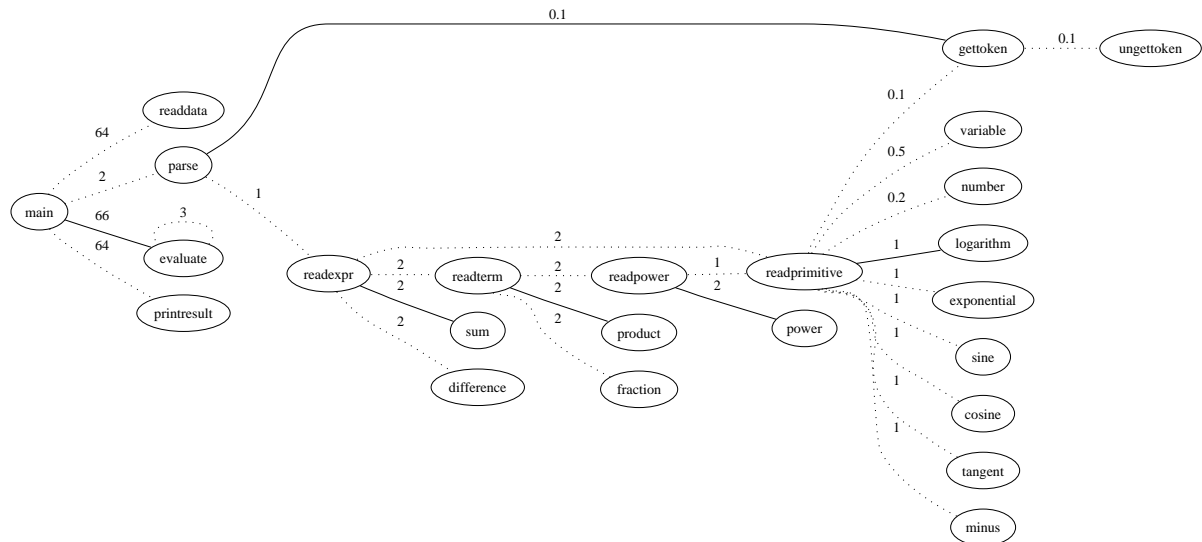 0.1
gettoken
0.1
ungettoken
readdata
0.1
64
variable
parse
0.5
2
number
1
0.2
main
66
3
64
evaluate
2
1
logarithm
readexpr
2
readterm
2
readpower
1
readprimitive
1
exponential
2
2
2
1
printresult
sum
product
power
1
sine
2
2
difference
fraction
1
cosine
1
tangent
minus